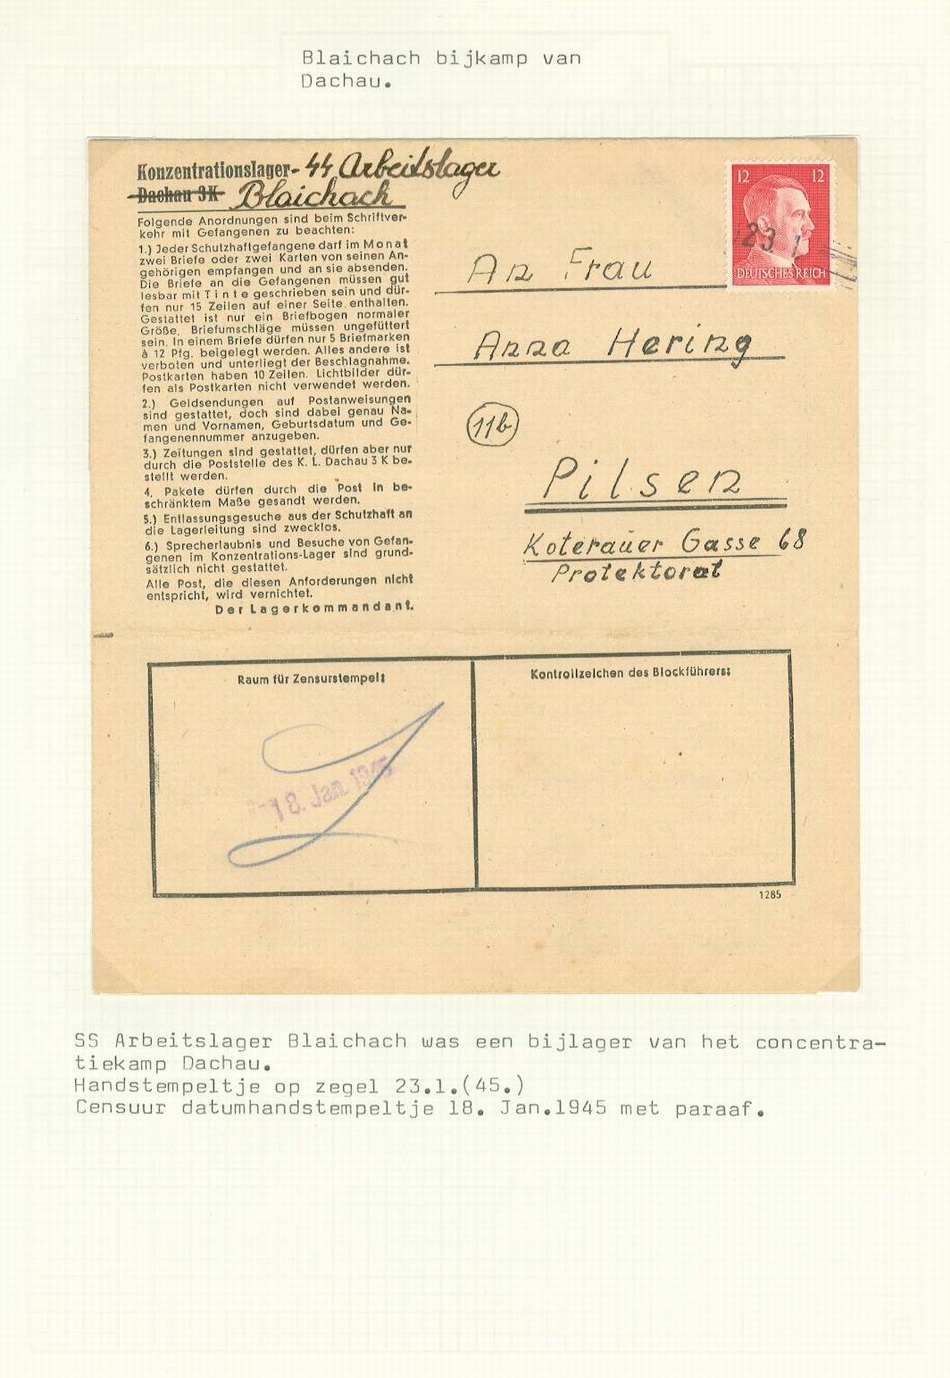 Blaichach bijkamp van
Dachau.
Konzentrationslager- SS Arbeitslager
Dachau 3K Blaichach
Folgende Anordnungen sind beim Schriftver-
kehr mit Gefangenen zu beachten:
1.) Jeder Schutzhaftgefangene darf im Monat
zwei Briefe oder zwei Karten von seinen An-
gehörigen empfangen und an sie absenden.
Die Briefe an die Gefangenen müssen gut
lesbar mit Tinte geschrieben sein und dür-
fen nur 15 Zeilen auf einer Seite enthalten.
Gestattet ist nur ein Briefbogen normaler
Größe. Briefumschläge müssen ungefüttert
sein. In einem Briefe dürfen nur 5 Briefmarken
à 12 Pfg. beigelegt werden. Alles andere ist
verboten und unterliegt der Beschlagnahme.
Postkarten haben 10 Zeilen. Lichtbilder dür-
fen als Postkarten nicht verwendet werden.
2.) Geldsendungen auf Postanweisungen
sind gestattet, doch sind dabei genau Na-
men und Vornamen, Geburtsdatum und Ge-
fangenennummer anzugeben.
3.) Zeitungen sind gestattet, dürfen aber nur
durch die Poststelle des K. L. Dachau 3 K be-
stellt werden.
4. Pakete dürfen durch die Post in be-
schränktem Maße gesandt werden.
5.) Entlassungsgesuche aus der Schutzhaft an
die Lagerleitung sind zwecklos.
6.) Sprecherlaubnis und Besuche von Gefan-
genen im Konzentrations-Lager sind grund-
sätzlich nicht gestattet.
Alle Post, die diesen Anforderungen nicht
entspricht, wird vernichtet.
Der Lagerkommandant.
12 12
23. 1
DEUTSCHES REICH
An Frau
Anna Hering
11b
Pilsen
Koterauer Gasse 68
Protektorat
Raum für Zensurstempel:
18. Jan. 1945
Kontrollzeichen des Blockführers:
1285
SS Arbeitslager Blaichach was een bijlager van het concentra-
tiekamp Dachau.
Handstempeltje op zegel 23.1.(45.)
Censuur datumhandstempeltje 18. Jan.1945 met paraaf.